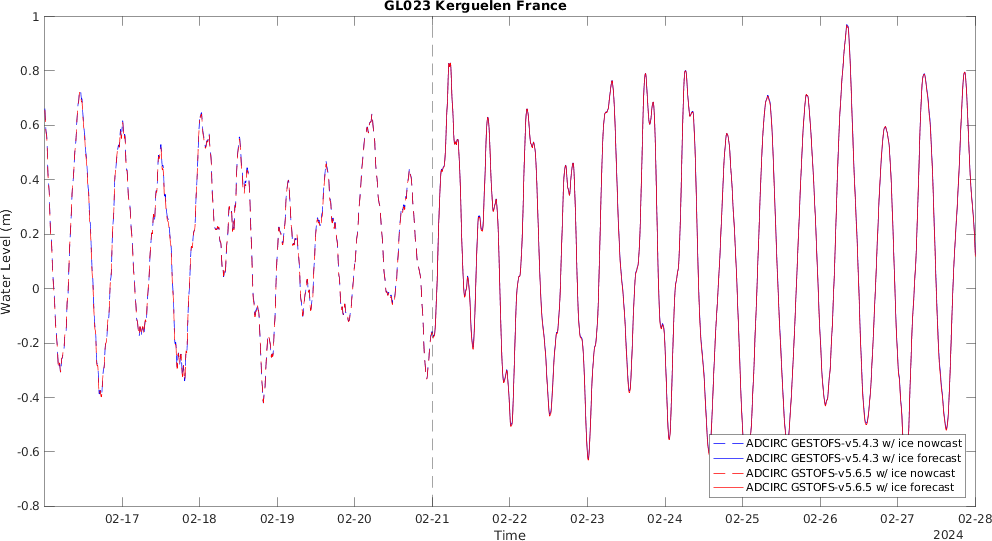 GL023 Kerguelen France
1
0.8
0.6
0.4
0.2
0
-0.2
-0.4
-0.6
-0.8
Water Level (m)
ADCIRC GESTOFS-v5.4.3 w/ ice nowcast
ADCIRC GESTOFS-v5.4.3 w/ ice forecast
ADCIRC GSTOFS-v5.6.5 w/ ice nowcast
ADCIRC GSTOFS-v5.6.5 w/ ice forecast
02-17 02-18 02-19 02-20 02-21 02-22 02-23 02-24 02-25 02-26 02-27 02-28
Time
2024